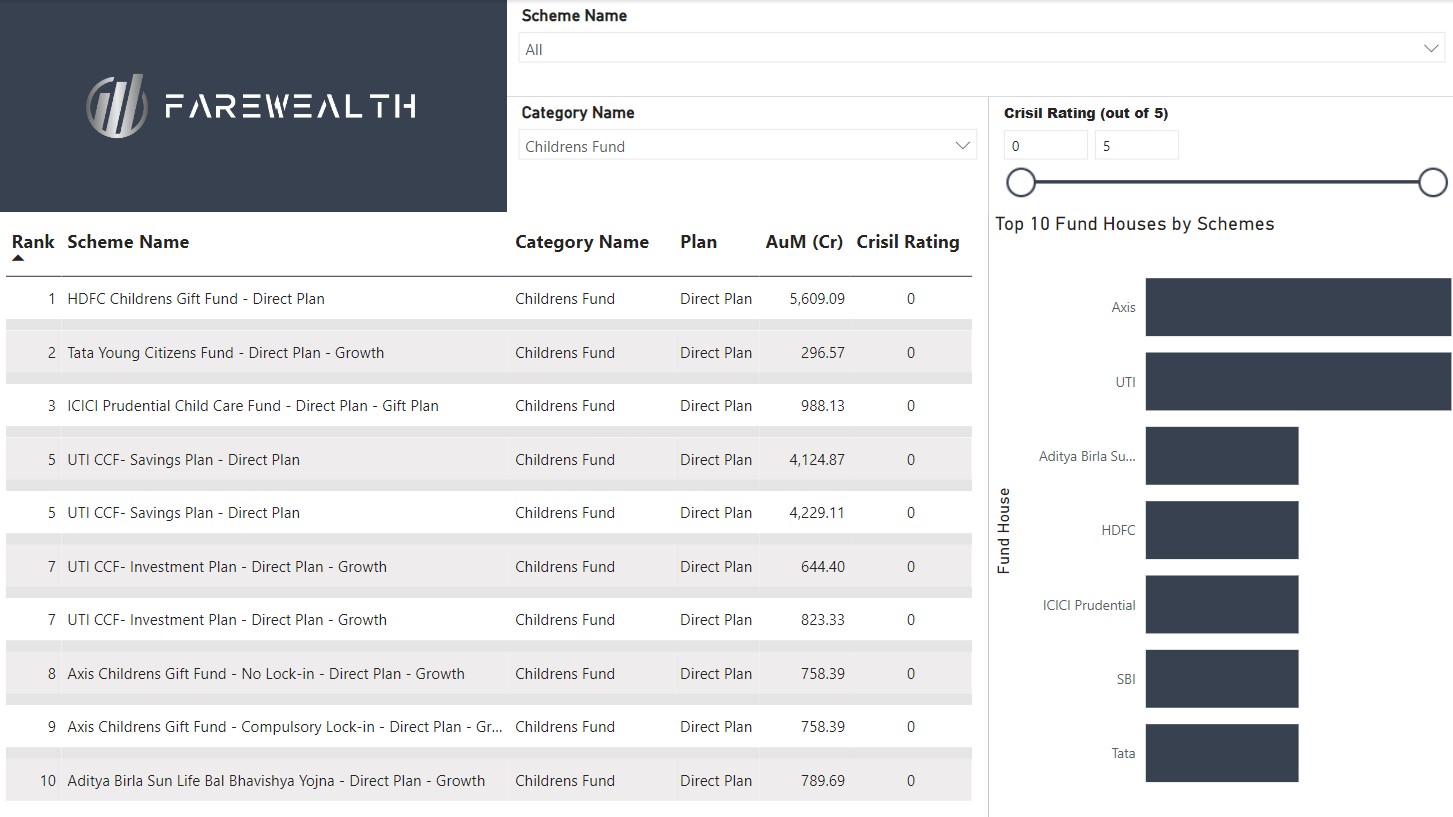 FAREWEALTH
Scheme Name
All
Category Name
Childrens Fund
Crisil Rating (out of 5)
0 5
Rank Scheme Name Category Name Plan AuM (Cr) Crisil Rating
1 HDFC Childrens Gift Fund - Direct Plan Childrens Fund Direct Plan 5,609.09 0
2 Tata Young Citizens Fund - Direct Plan - Growth Childrens Fund Direct Plan 296.57 0
3 ICICI Prudential Child Care Fund - Direct Plan - Gift Plan Childrens Fund Direct Plan 988.13 0
5 UTI CCF- Savings Plan - Direct Plan Childrens Fund Direct Plan 4,124.87 0
5 UTI CCF- Savings Plan - Direct Plan Childrens Fund Direct Plan 4,229.11 0
7 UTI CCF- Investment Plan - Direct Plan - Growth Childrens Fund Direct Plan 644.40 0
7 UTI CCF- Investment Plan - Direct Plan - Growth Childrens Fund Direct Plan 823.33 0
8 Axis Childrens Gift Fund - No Lock-in - Direct Plan - Growth Childrens Fund Direct Plan 758.39 0
9 Axis Childrens Gift Fund - Compulsory Lock-in - Direct Plan - Gr... Childrens Fund Direct Plan 758.39 0
10 Aditya Birla Sun Life Bal Bhavishya Yojna - Direct Plan - Growth Childrens Fund Direct Plan 789.69 0
Top 10 Fund Houses by Schemes
Fund House
Axis
UTI
Aditya Birla Su...
HDFC
ICICI Prudential
SBI
Tata